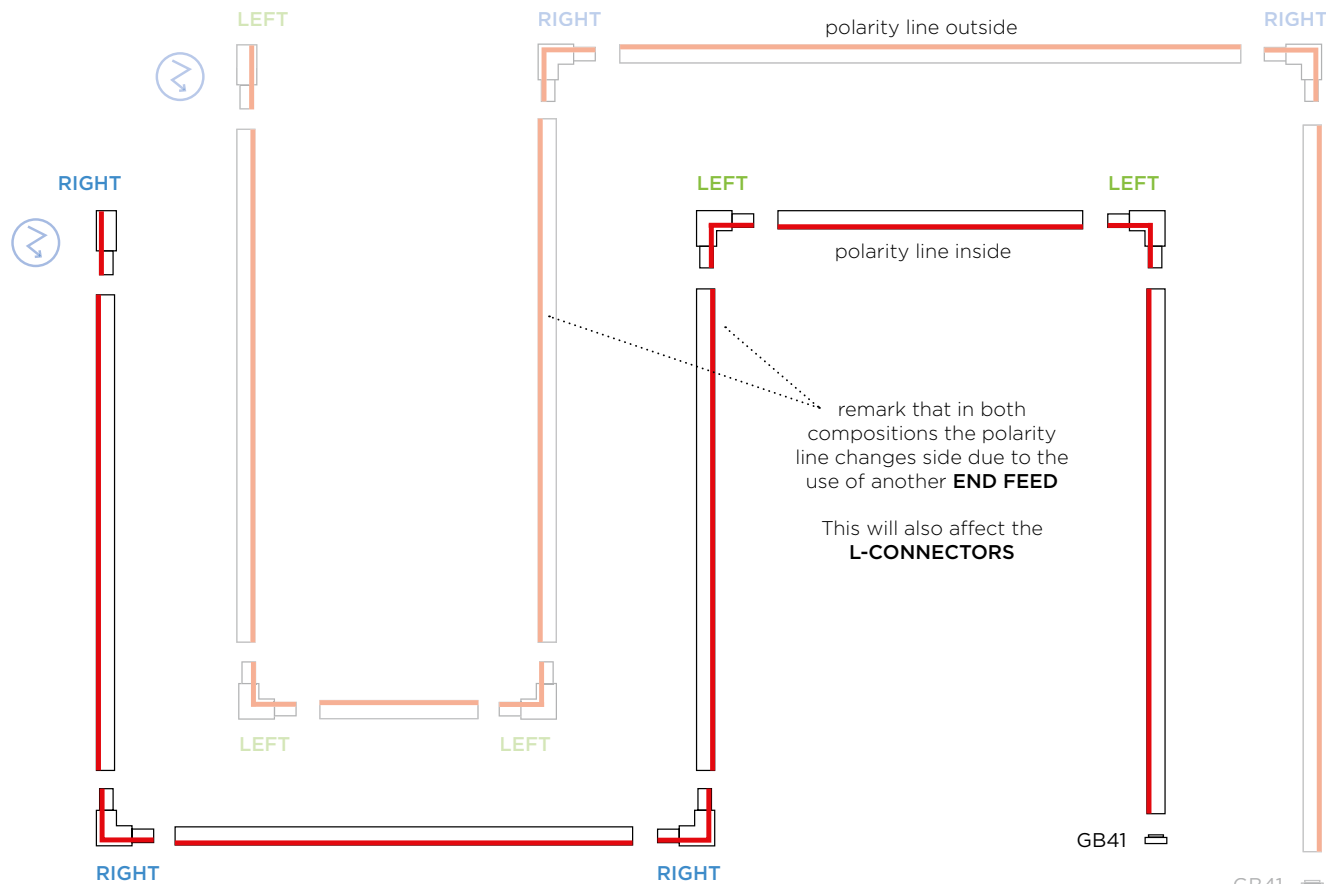 LEFT
RIGHT
RIGHT
polarity line outside
RIGHT
LEFT
LEFT
polarity line inside
remark that in both
compositions the polarity
line changes side due to the
use of another END FEED
This will also affect the
L-CONNECTORS
LEFT
LEFT
GB41
RIGHT
RIGHT
GB41